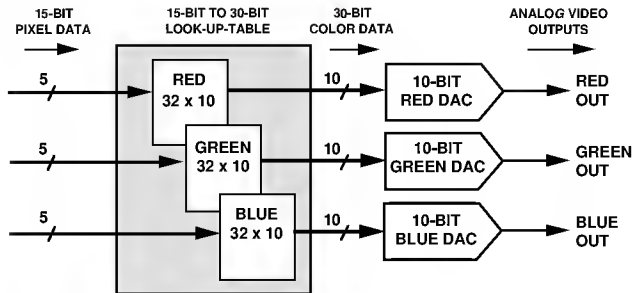 15-BIT
PIXEL DATA
15-BIT TO 30-BIT
LOOK-UP-TABLE
30-BIT
COLOR DATA
ANALOG VIDEO
OUTPUTS
5
RED
32 x 10
10
10-BIT
RED DAC
RED
OUT
5
GREEN
32 x 10
10
10-BIT
GREEN DAC
GREEN
OUT
5
BLUE
32 x 10
10
10-BIT
BLUE DAC
BLUE
OUT